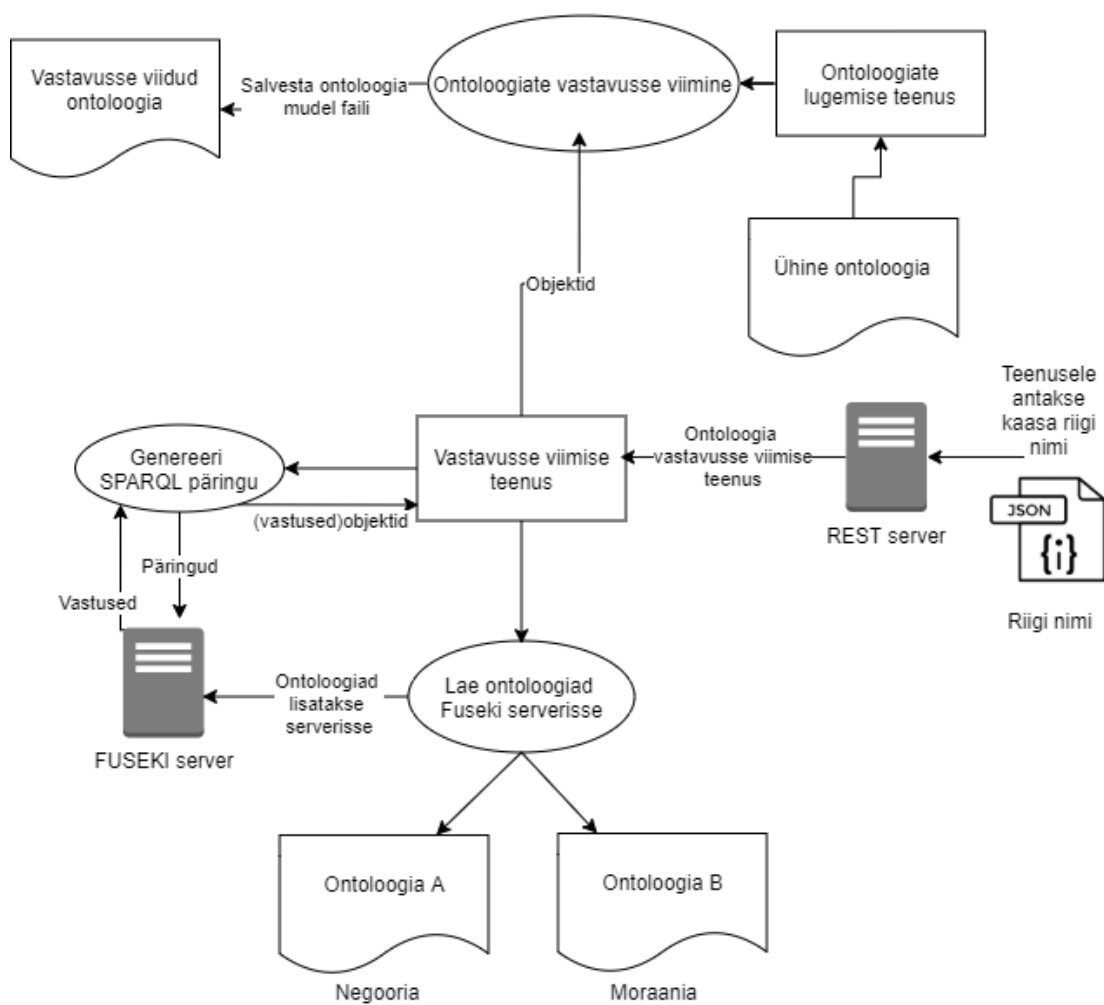 Vastavusse viidud
ontoloogia
Salvesta ontoloogia
mudel faili
Ontoloogiate vastavusse viimine
Ontoloogiate
lugemise teenus
Ühine ontoloogia
Objektid
Teenusele
antakse
kaasa riigi
nimi
Genereeri
SPARQL päringu
Vastavusse viimise
teenus
Ontoloogia
vastavusse viimise
teenus
REST server
JSON
{i}
Riigi nimi
(vastused)objektid
Päringud
Vastused
FUSEKI server
Ontoloogiad
lisatakse
serverisse
Lae ontoloogiad
Fuseki serverisse
Ontoloogia A
Ontoloogia B
Negooria
Moraania